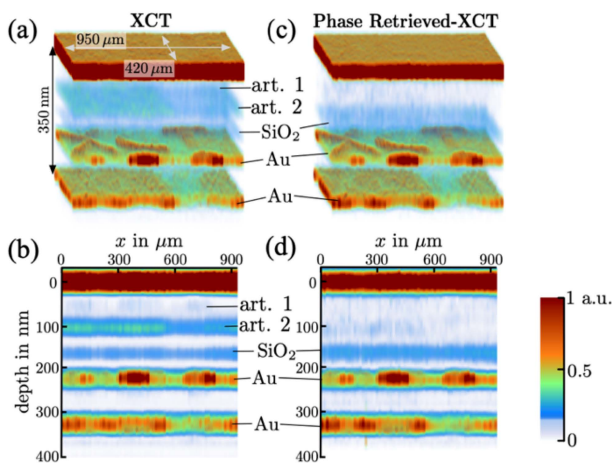 XCT
Phase Retrieved-XCT
(a)
(c)
950 μm
420 μm
350 nm
art. 1
art. 2
SiO2
Au
Au
x in μm
x in μm
(b)
0 300 600 900
(d)
0 300 600 900
0
100
200
300
400
depth in nm
art. 1
art. 2
SiO2
Au
Au
0
100
200
300
400
1 a.u.
0.5
0.15
0